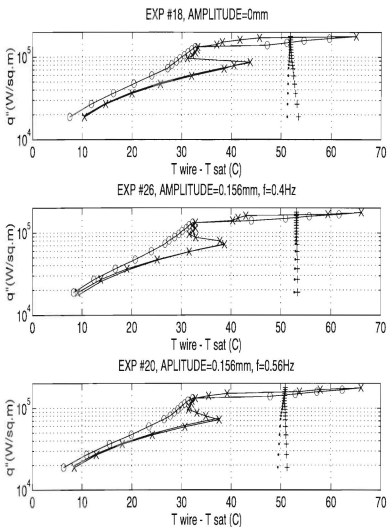 EXP #18, AMPLITUDE=0mm
10^5
10^4
q"(W/sq.m)
0 10 20 30 40 50 60 70
T wire - T sat (C)
EXP #26, AMPLITUDE=0.156mm, f=0.4Hz
10^5
10^4
q"(W/sq.m)
0 10 20 30 40 50 60 70
T wire - T sat (C)
EXP #20, APLITUDE=0.156mm, f=0.56Hz
10^5
10^4
q"(W/sq.m)
0 10 20 30 40 50 60 70
T wire - T sat (C)